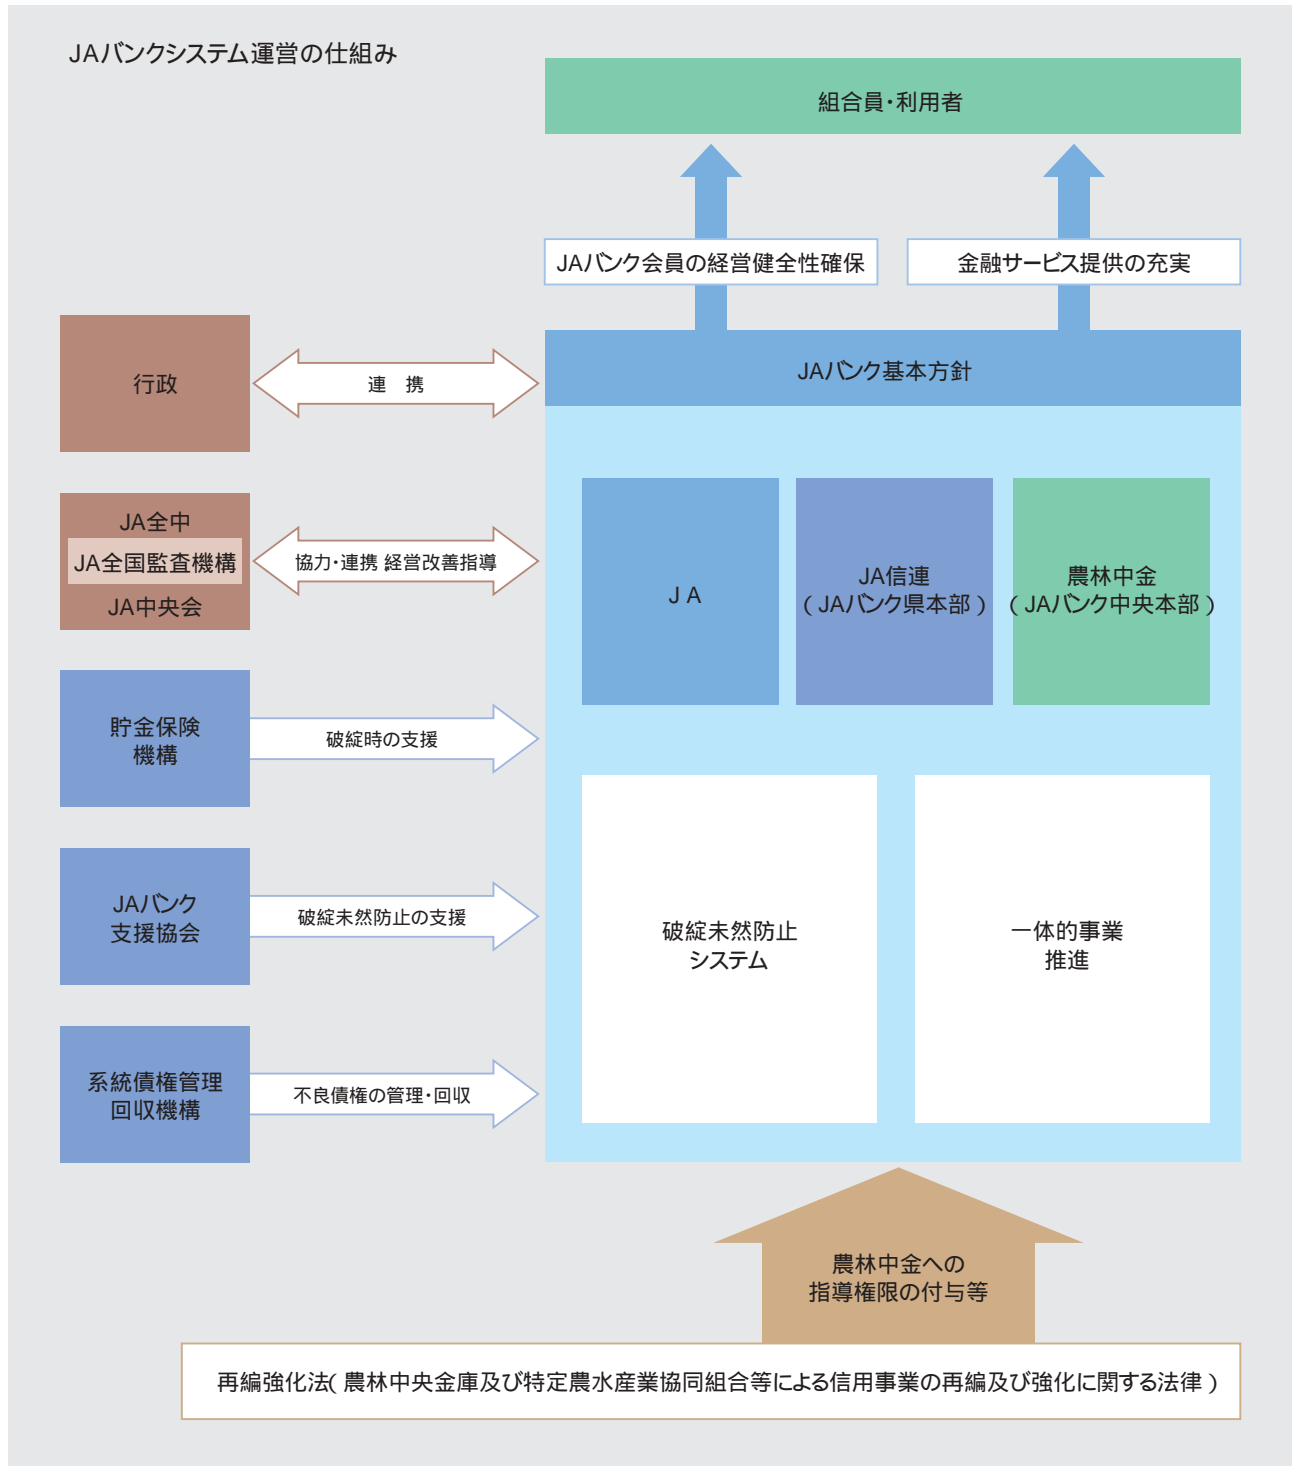 JAバンクシステム運営の仕組み
組合員・利用者
JAバンク会員の経営健全性確保
金融サービス提供の充実
行政
連 携
JAバンク基本方針
JA全中
JA全国監査機構
JA中央会
協力・連携 経営改善指導
JA
JA信連
(JAバンク県本部)
農林中金
(JAバンク中央本部)
貯金保険
機構
破綻時の支援
JAバンク
支援協会
破綻未然防止の支援
破綻未然防止
システム
一体的事業
推進
系統債権管理
回収機構
不良債権の管理・回収
農林中金への
指導権限の付与等
再編強化法(農林中央金庫及び特定農水産業協同組合等による信用事業の再編及び強化に関する法律)